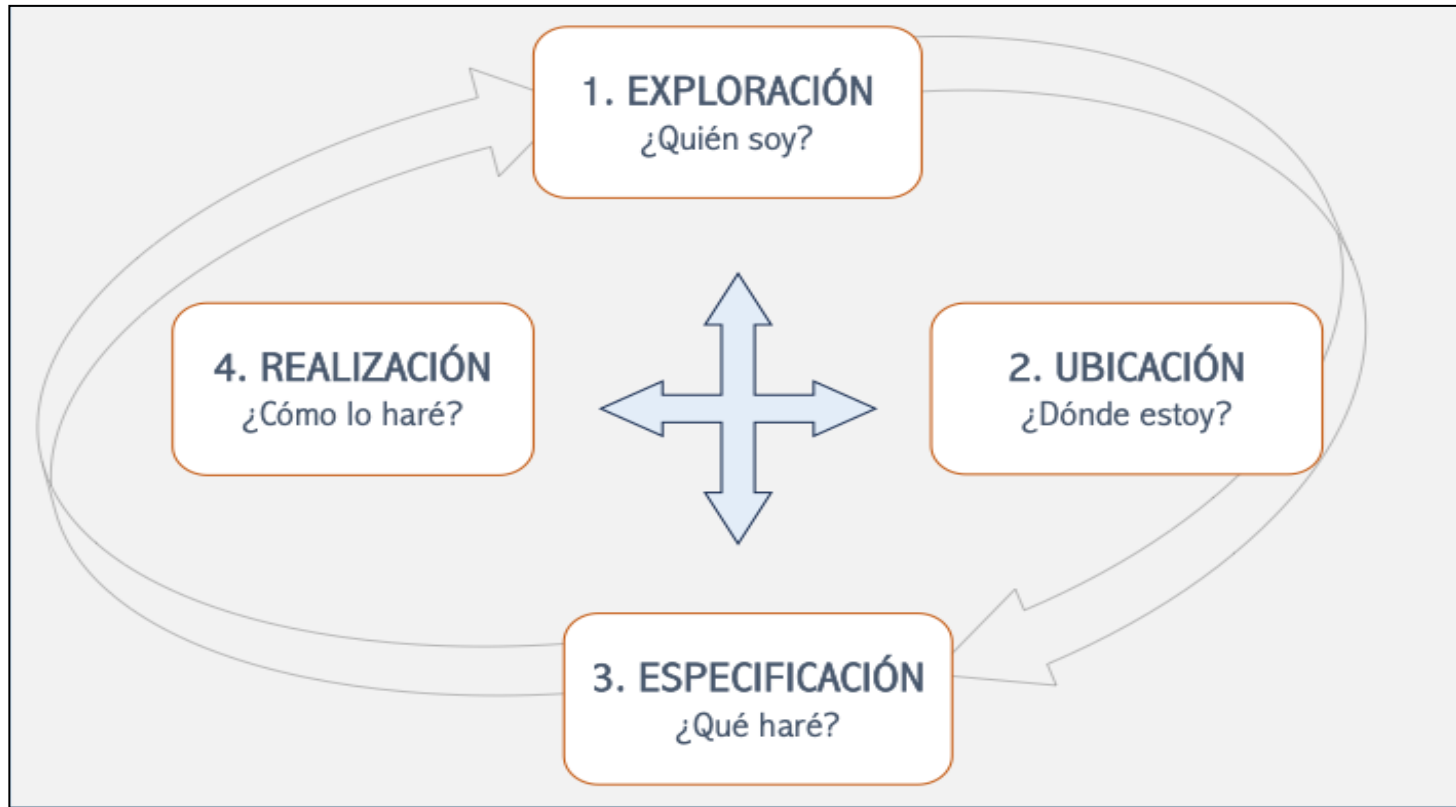 1. EXPLORACIÓN
¿Quién soy?
2. UBICACIÓN
¿Dónde estoy?
3. ESPECIFICACIÓN
¿Qué haré?
4. REALIZACIÓN
¿Cómo lo haré?